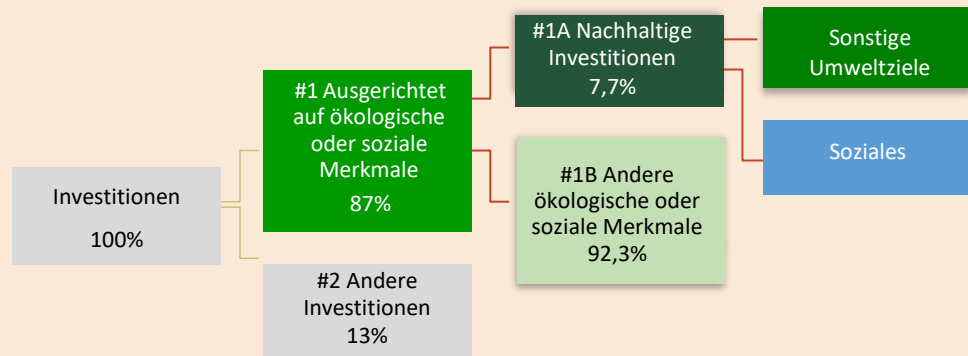 Investitionen
100%
#1 Ausgerichtet
auf ökologische
oder soziale
Merkmale
87%
#2 Andere
Investitionen
13%
#1A Nachhaltige
Investitionen
7,7%
#1B Andere
ökologische oder
soziale Merkmale
92,3%
Sonstige
Umweltziele
Soziales